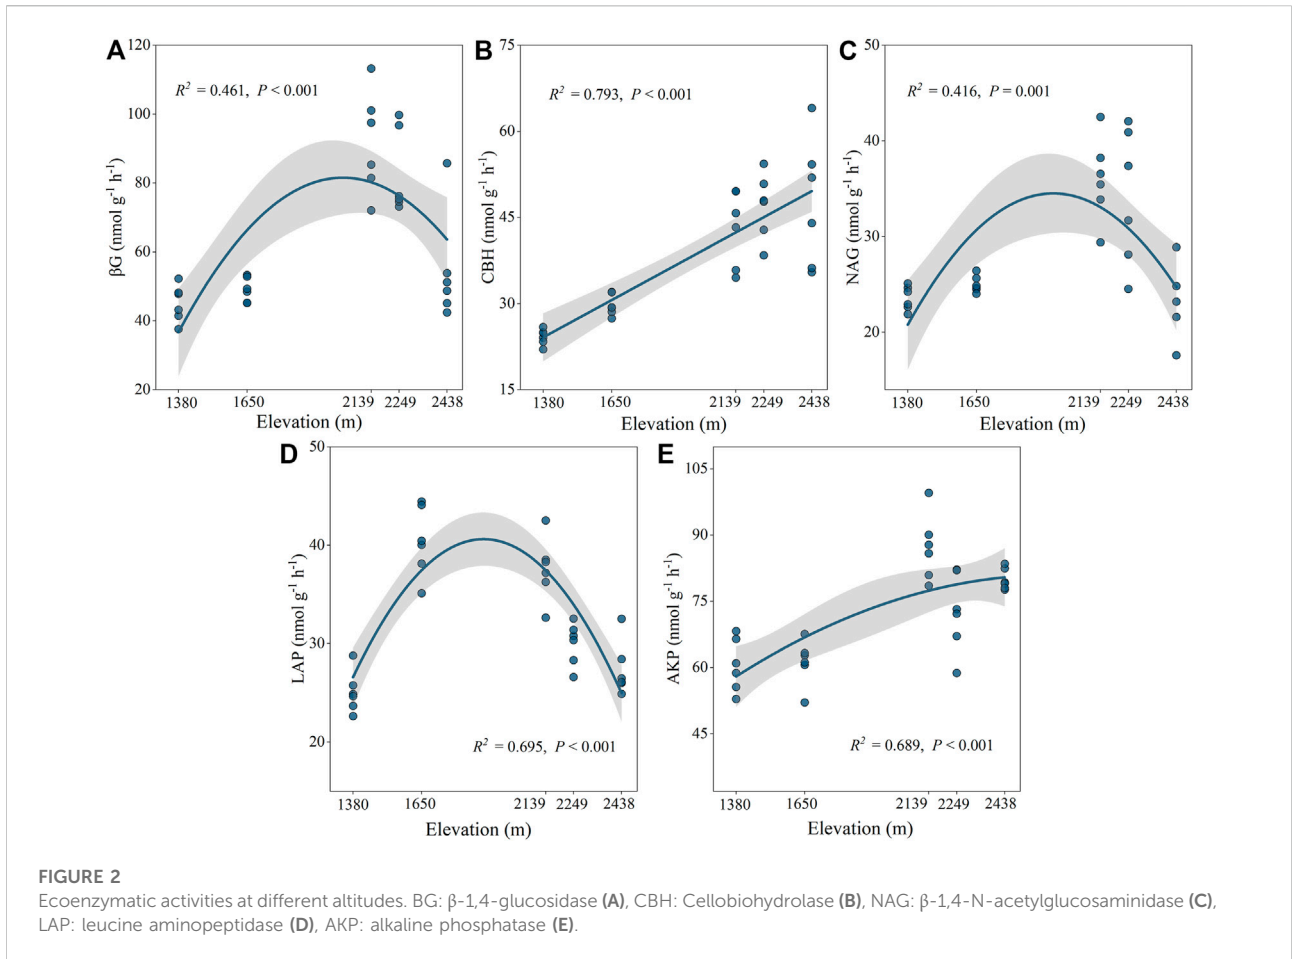 A
120
100
80
60
40
20
βG (nmol g-1 h-1)
R2 = 0.461, P < 0.001
1380 1650 2139 2249 2438
Elevation (m)
B
75
60
45
30
15
CBH (nmol g-1 h-1)
R2 = 0.793, P < 0.001
1380 1650 2139 2249 2438
Elevation (m)
C
50
40
30
20
NAG (nmol g-1 h-1)
R2 = 0.416, P = 0.001
1380 1650 2139 2249 2438
Elevation (m)
D
50
40
30
20
LAP (nmol g-1 h-1)
R2 = 0.695, P < 0.001
1380 1650 2139 2249 2438
Elevation (m)
E
105
90
75
60
45
AKP (nmol g-1 h-1)
R2 = 0.689, P < 0.001
1380 1650 2139 2249 2438
Elevation (m)
FIGURE 2
Ecoenzymatic activities at different altitudes. BG: β-1,4-glucosidase (A), CBH: Cellobiohydrolase (B), NAG: β-1,4-N-acetylglucosaminidase (C),
LAP: leucine aminopeptidase (D), AKP: alkaline phosphatase (E).